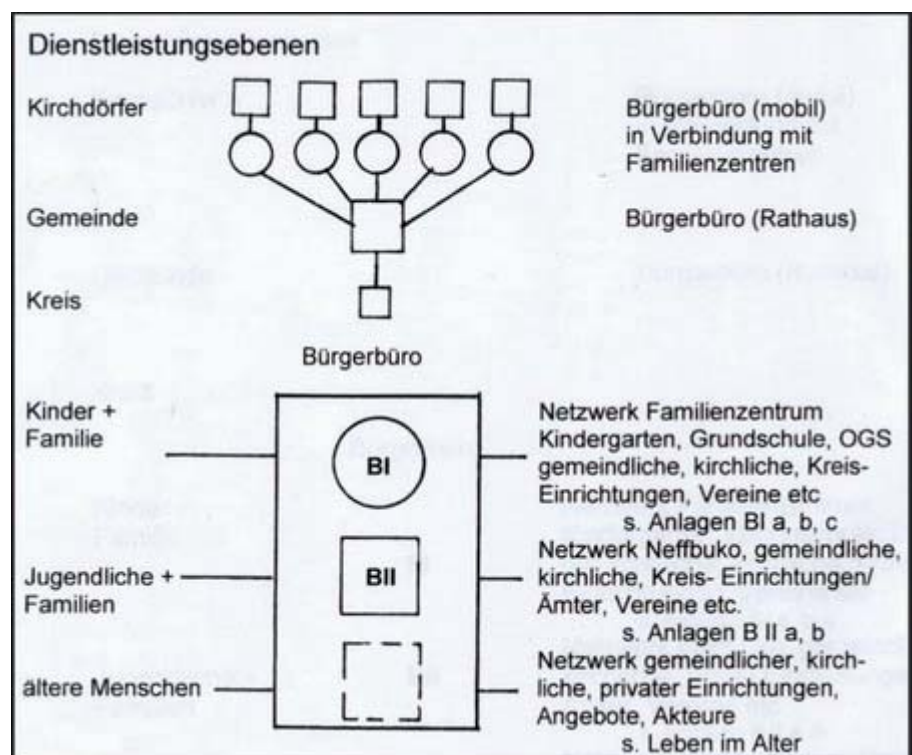 Dienstleistungsebenen
Kirchdörfer
Bürgerbüro (mobil)
in Verbindung mit
Familienzentren
Gemeinde
Bürgerbüro (Rathaus)
Kreis
Bürgerbüro
Kinder +
Familie
BI
Netzwerk Familienzentrum
Kindergarten, Grundschule, OGS
gemeindliche, kirchliche, Kreis-
Einrichtungen, Vereine etc
s. Anlagen BI a, b, c
Jugendliche +
Familien
BII
Netzwerk Neffbuko, gemeindliche,
kirchliche, Kreis- Einrichtungen/
Ämter, Vereine etc.
s. Anlagen B II a, b
ältere Menschen
Netzwerk gemeindlicher, kirch-
liche, privater Einrichtungen,
Angebote, Akteure
s. Leben im Alter